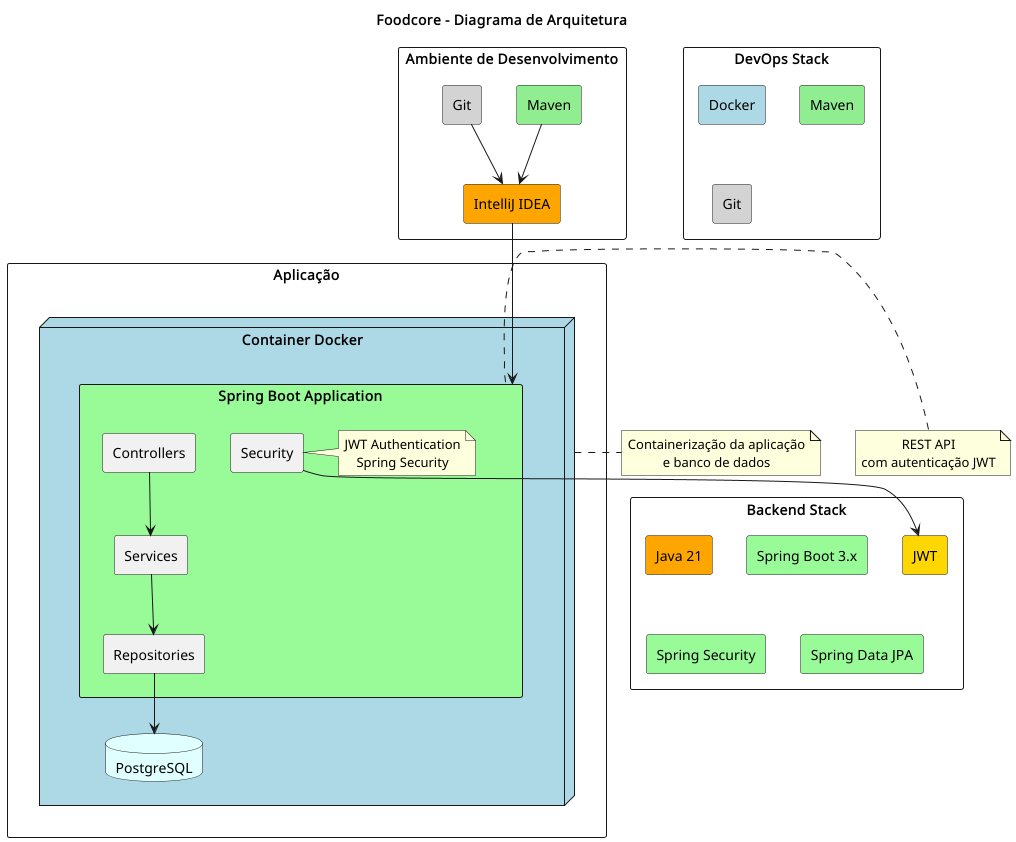 Foodcore - Diagrama de Arquitetura
Ambiente de Desenvolvimento
Git
Maven
IntelliJ IDEA
DevOps Stack
Docker
Maven
Git
Aplicação
Container Docker
Spring Boot Application
Controllers
Security
JWT Authentication
Spring Security
Services
Repositories
PostgreSQL
Containerização da aplicação
e banco de dados
REST API
com autenticação JWT
Backend Stack
Java 21
Spring Boot 3.x
JWT
Spring Security
Spring Data JPA